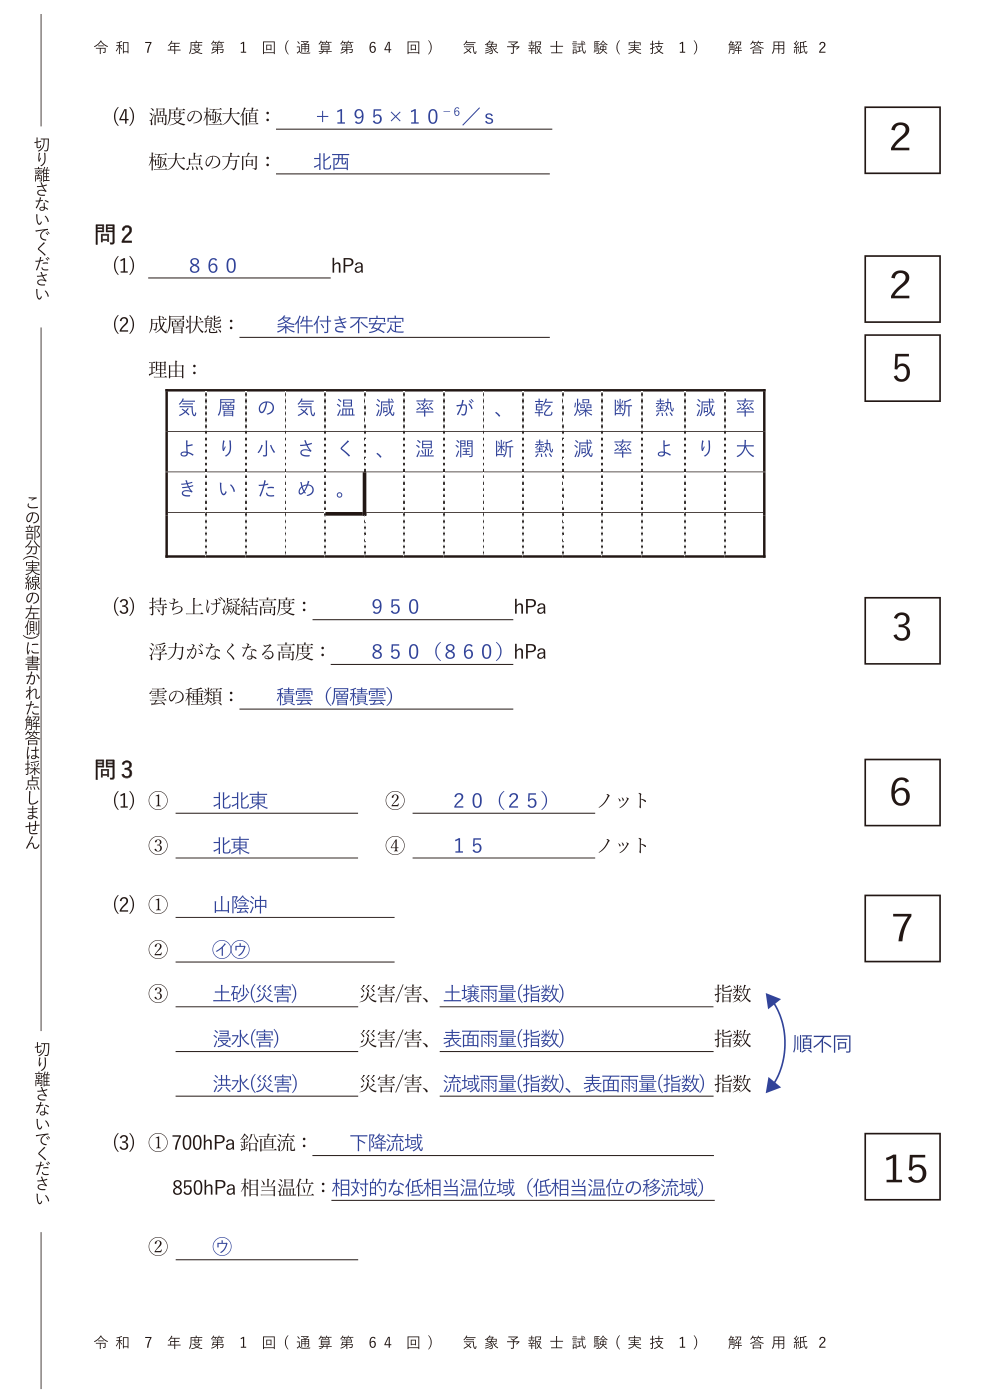 令和7年度第1回(通算第64回) 気象予報士試験(実技1) 解答用紙2
(4) 渦度の極大値：＋１９５×１０⁻⁶／ｓ 2
極大点の方向：北西
問2
(1) ８６０ hPa 2
(2) 成層状態：条件付き不安定
5
理由：
気層の気温減率が、乾燥断熱減率
より小さく、湿潤断熱減率より大
きいため。
(3) 持ち上げ凝結高度：９５０ hPa 3
浮力がなくなる高度：８５０（８６０）hPa
雲の種類：積雲（層積雲）
問3
(1) ① 北北東 ② ２０（２５） ノット 6
③ 北東 ④ １５ ノット
(2) ① 山陰沖 7
② ㋑㋒
③ 土砂(災害) 災害/害、土壌雨量(指数) 指数
浸水(害) 災害/害、表面雨量(指数) 指数 順不同
洪水(災害) 災害/害、流域雨量(指数)、表面雨量(指数) 指数
(3) ① 700hPa 鉛直流：下降流域 15
850hPa 相当温位：相対的な低相当温位域（低相当温位の移流域）
② ㋒
令和7年度第1回(通算第64回) 気象予報士試験(実技1) 解答用紙2
切り離さないでください
この部分(実線の左側)に書かれた解答は採点しません
切り離さないでください